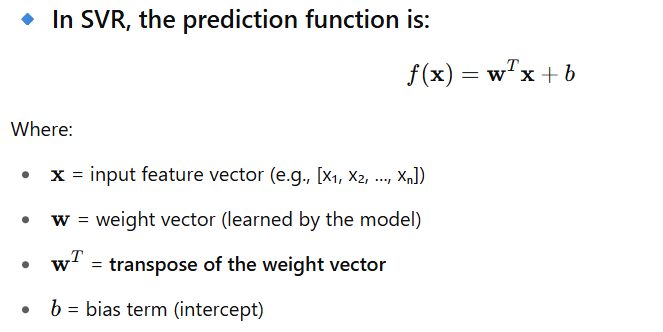 🔹 In SVR, the prediction function is:
f(x) = wᵀx + b
Where:
• x = input feature vector (e.g., [x₁, x₂, ..., xₙ])
• w = weight vector (learned by the model)
• wᵀ = transpose of the weight vector
• b = bias term (intercept)